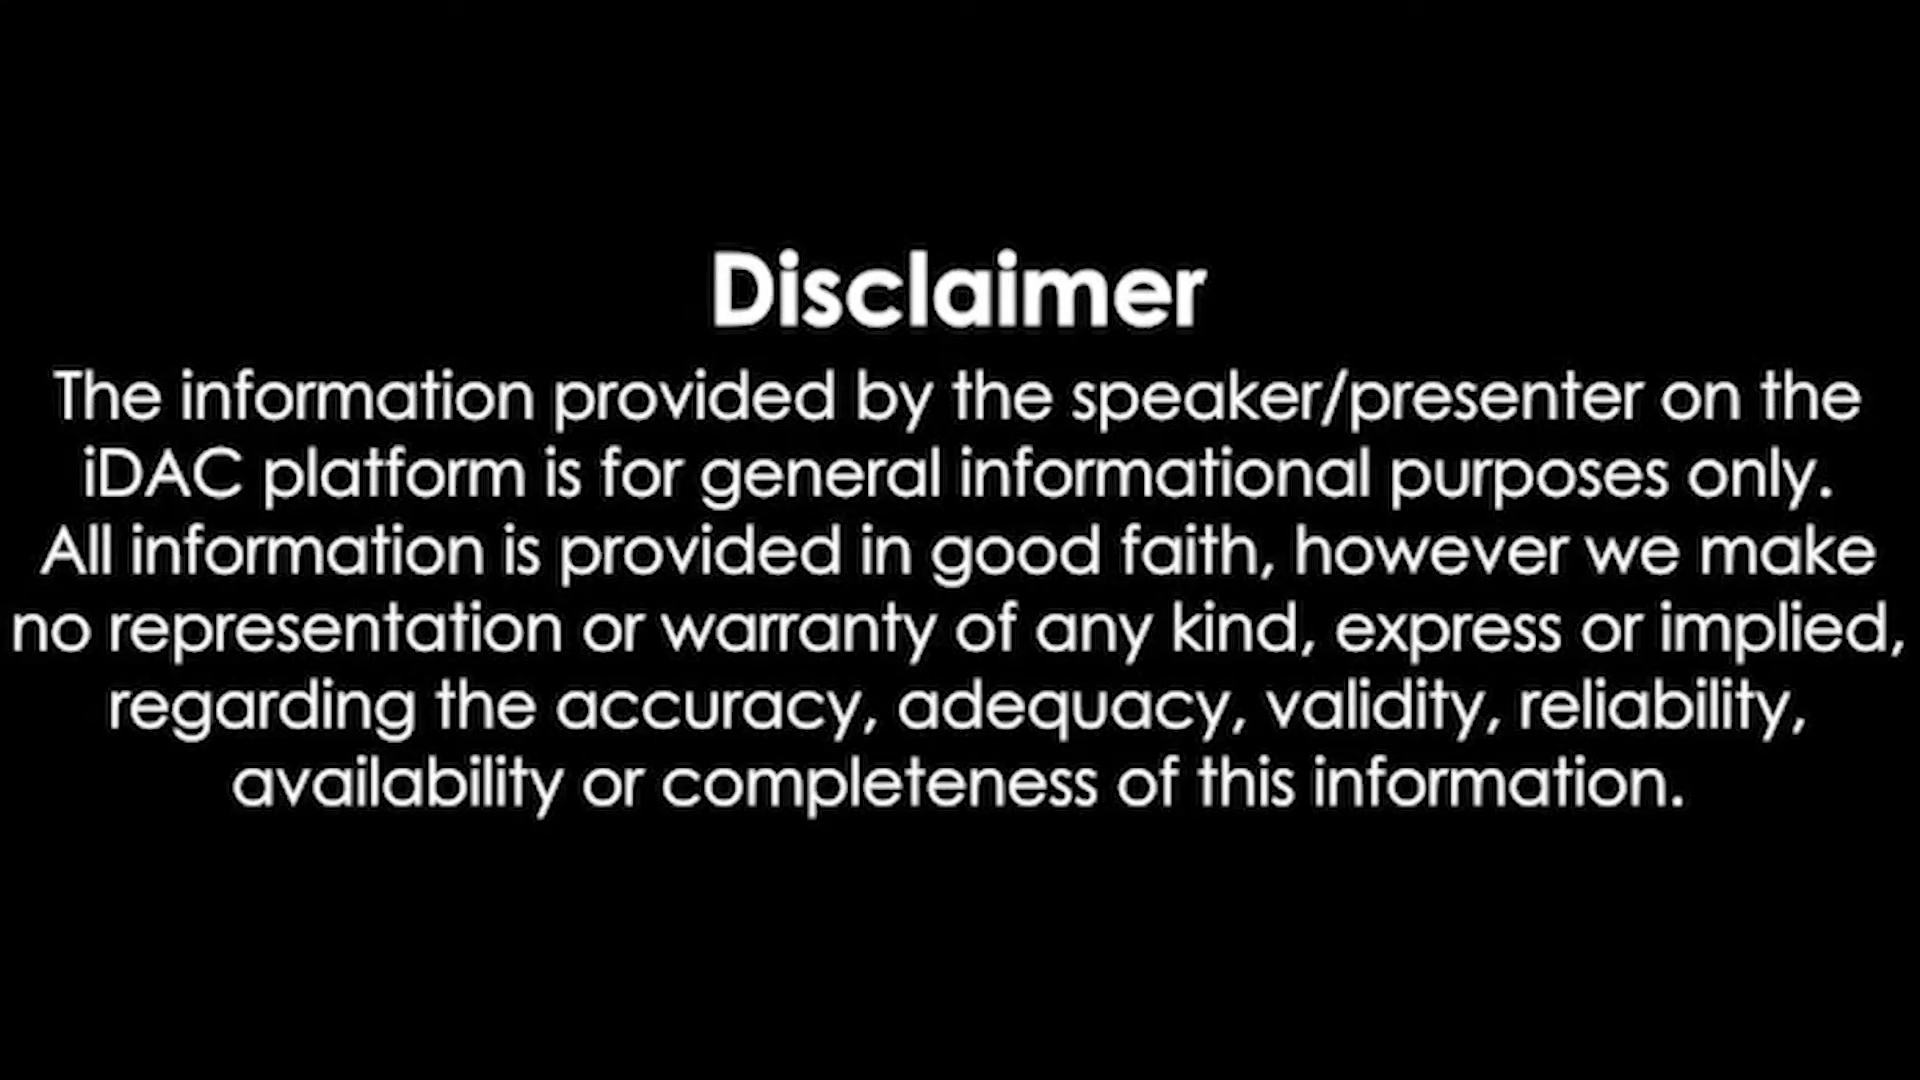 Disclaimer
The information provided by the speaker/presenter on the
iDAC platform is for general informational purposes only.
All information is provided in good faith, however we make
no representation or warranty of any kind, express or implied,
regarding the accuracy, adequacy, validity, reliability,
availability or completeness of this information.